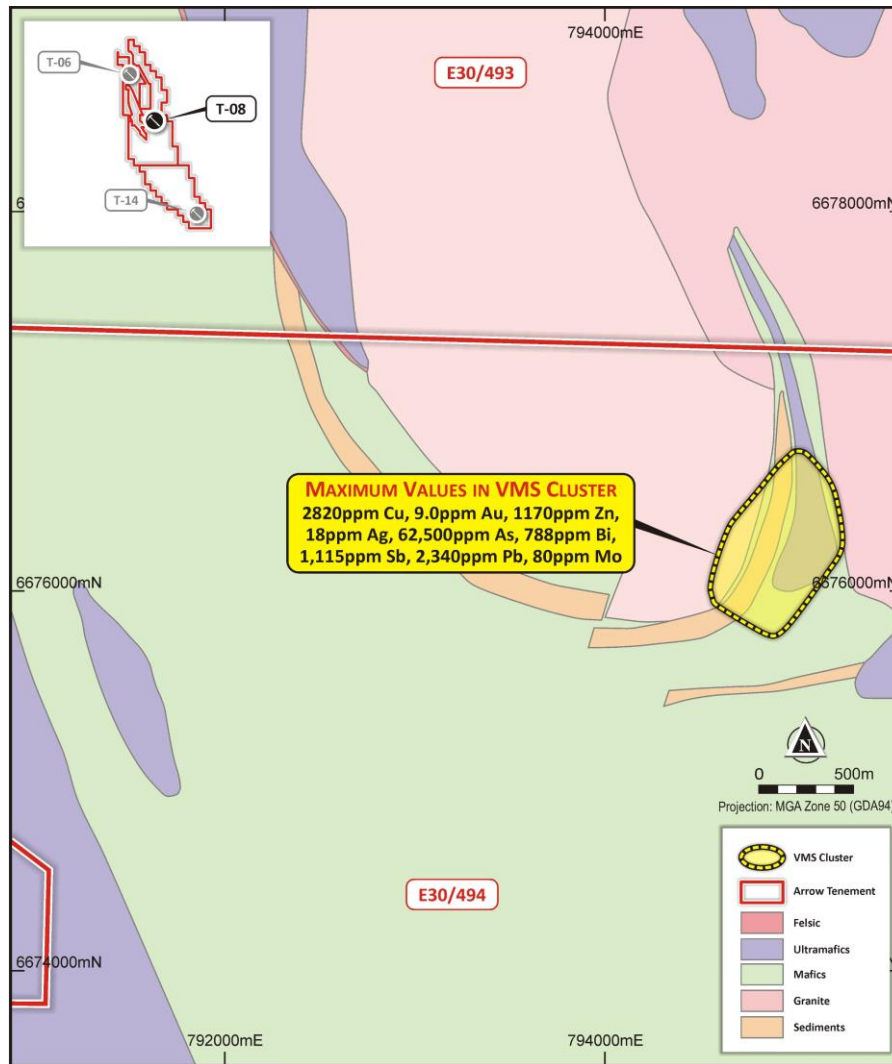 794000mE
E30/493
T-06
T-08
T-14
6678000mN
MAXIMUM VALUES IN VMS CLUSTER
2820ppm Cu, 9.0ppm Au, 1170ppm Zn,
18ppm Ag, 62,500ppm As, 788ppm Bi,
1,115ppm Sb, 2,340ppm Pb, 80ppm Mo
6676000mN
6676000mN
N
0 500m
Projection: MGA Zone 50 (GDA94)
VMS Cluster
Arrow Tenement
Felsic
Ultramafics
Mafics
Granite
Sediments
E30/494
6674000mN
792000mE
794000mE